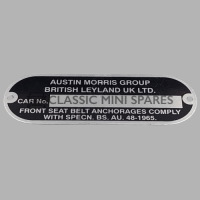 AUSTIN MORRIS GROUP
BRITISH LEYLAND UK LTD.
CAR No. CLASSIC MINI SPARES
FRONT SEAT BELT ANCHORAGES COMPLY
WITH SPECN. BS. AU. 48-1965.